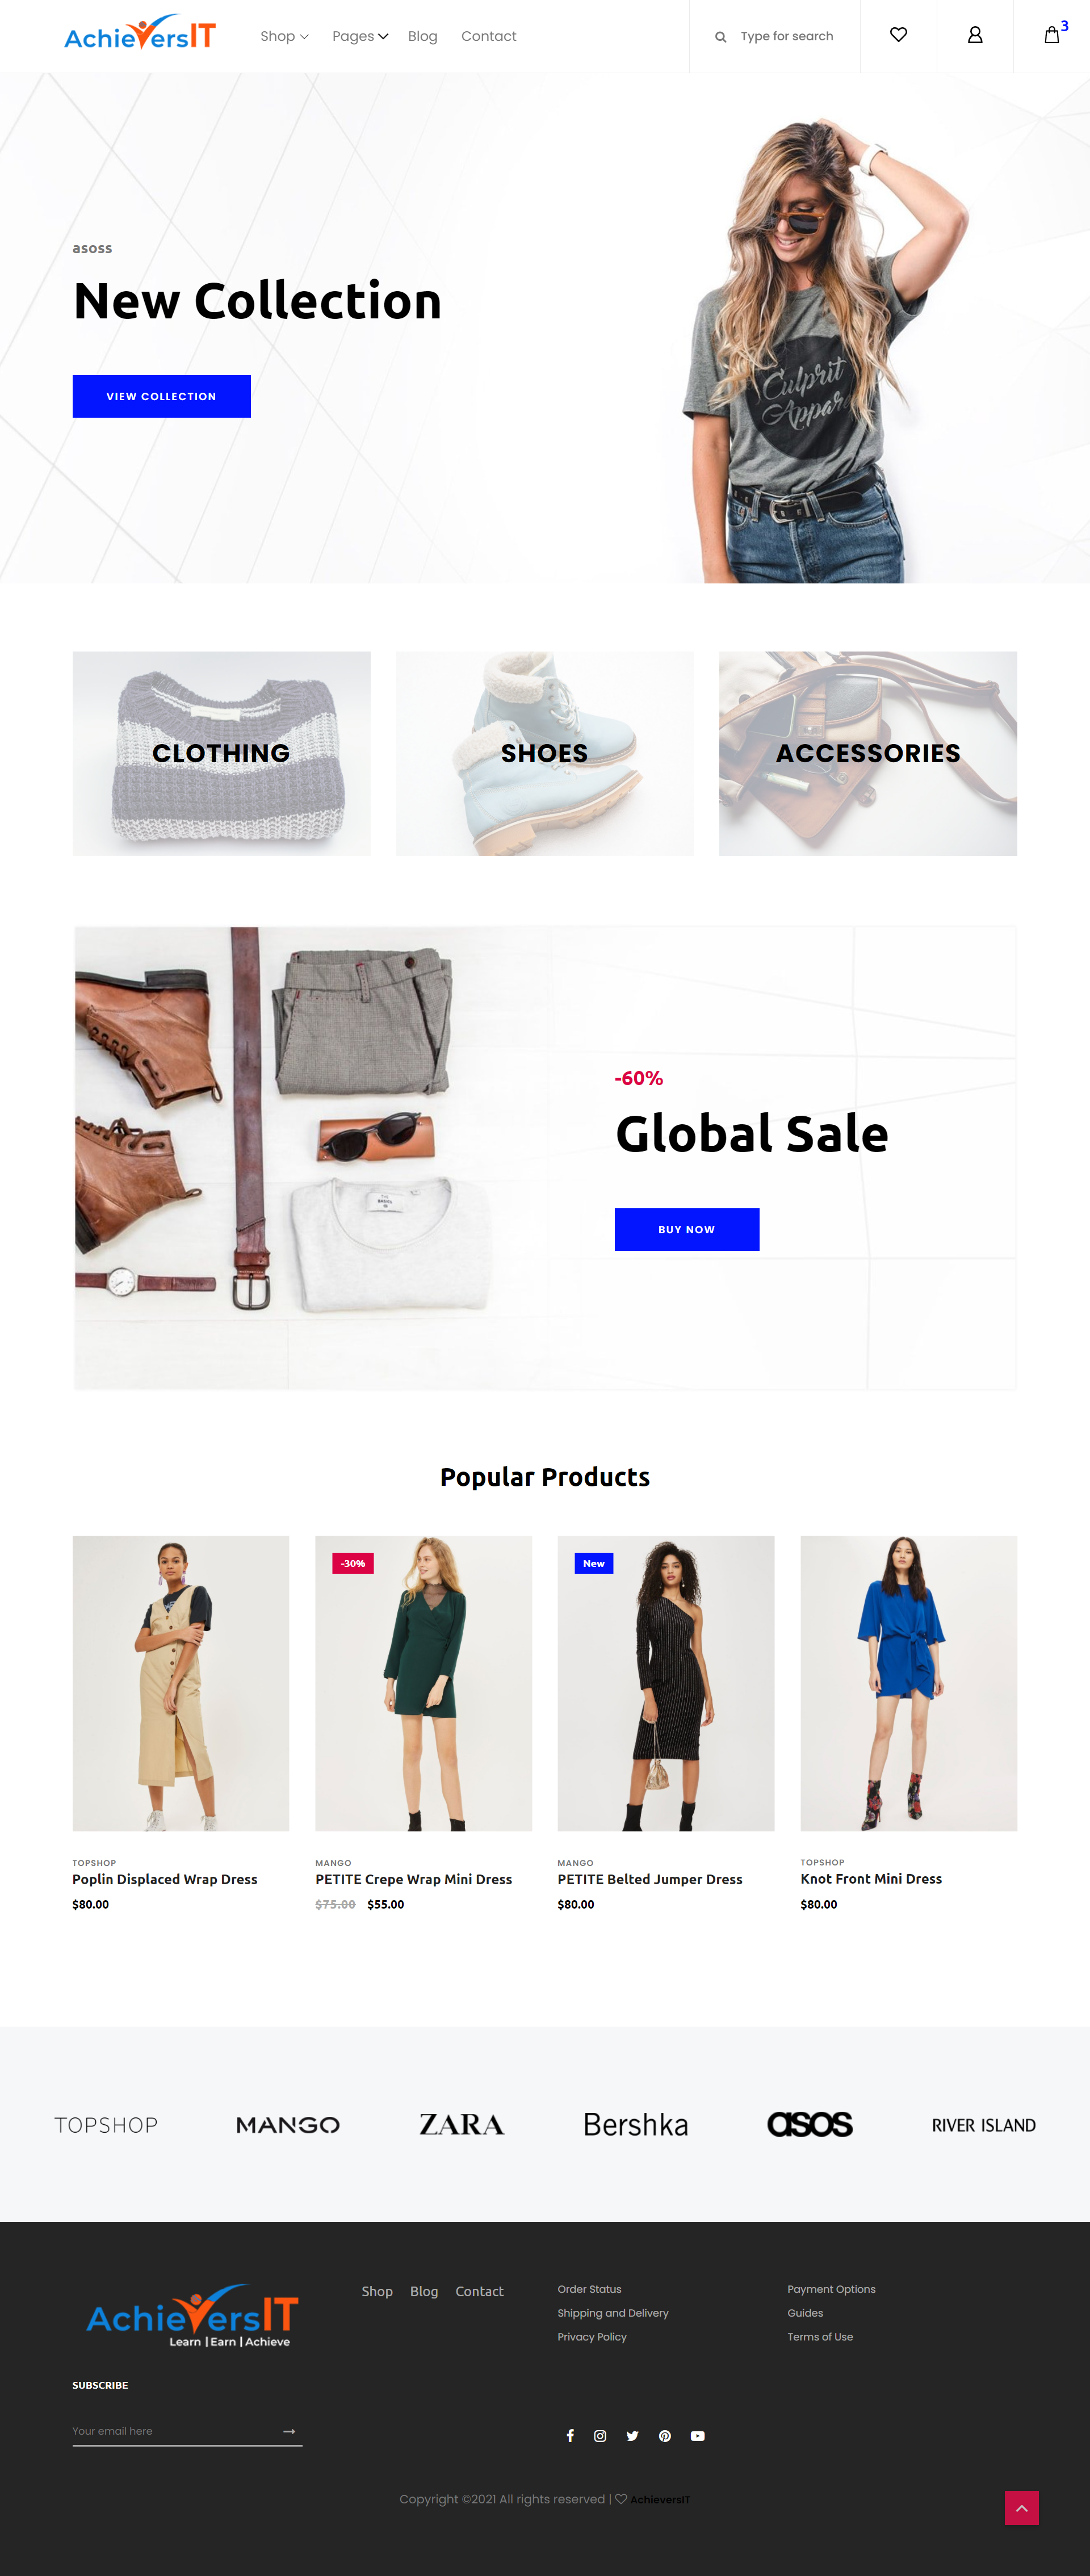 AchieversIT
Shop
Pages
Blog
Contact
Type for search
3
asoss
New Collection
VIEW COLLECTION
Culprit
Appar
CLOTHING
SHOES
ACCESSORIES
-60%
Global Sale
BUY NOW
Popular Products
-30%
New
TOPSHOP
Poplin Displaced Wrap Dress
$80.00
MANGO
PETITE Crepe Wrap Mini Dress
$75.00 $55.00
MANGO
PETITE Belted Jumper Dress
$80.00
TOPSHOP
Knot Front Mini Dress
$80.00
TOPSHOP
MANGO
ZARA
Bershka
asos
RIVER ISLAND
AchieversIT
Learn | Earn | Achieve
Shop
Blog
Contact
Order Status
Shipping and Delivery
Privacy Policy
Payment Options
Guides
Terms of Use
SUBSCRIBE
Your email here
Copyright ©2021 All rights reserved | ♡ AchieversIT